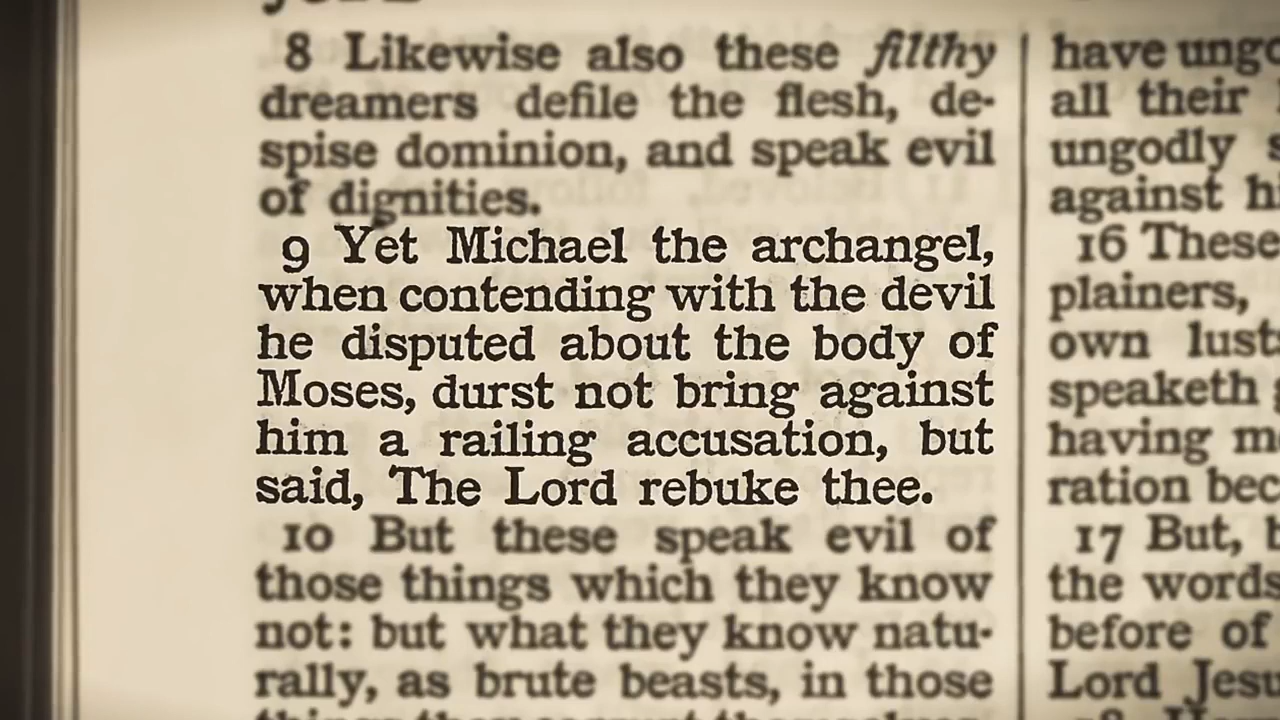 8 Likewise also these filthy
dreamers defile the flesh, de-
spise dominion, and speak evil
of dignities.
9 Yet Michael the archangel,
when contending with the devil
he disputed about the body of
Moses, durst not bring against
him a railing accusation, but
said, The Lord rebuke thee.
10 But these speak evil of
those things which they know
not: but what they know natu-
rally, as brute beasts, in those
have ungo
all their
ungodly s
against hi
16 These
plainers,
own lusts
speaketh
having m
ration bec
17 But, b
the words
before of
Lord Jesu